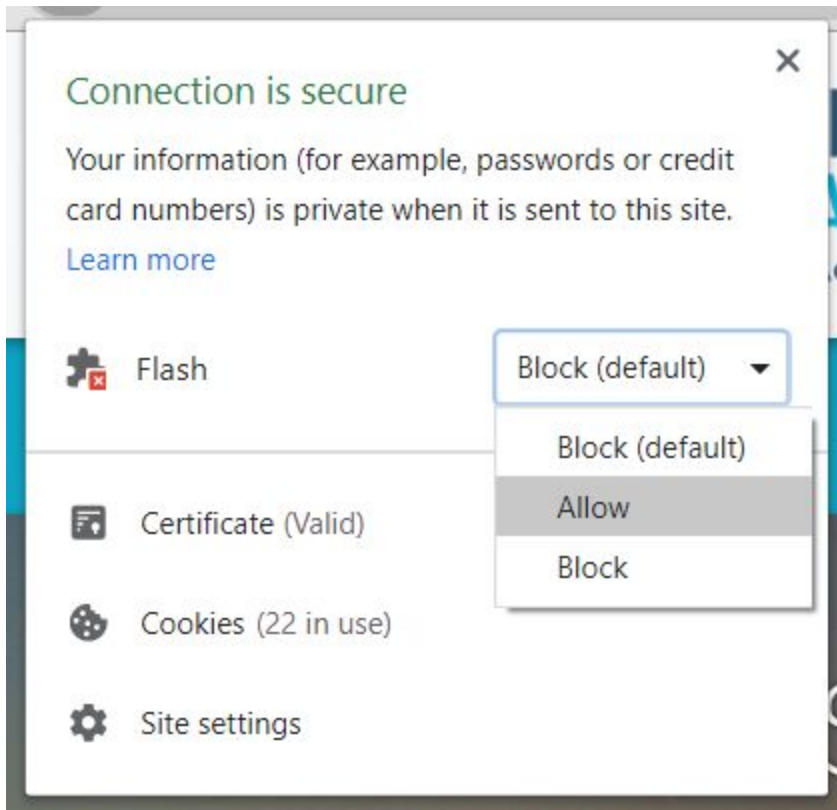 Connection is secure
Your information (for example, passwords or credit
card numbers) is private when it is sent to this site.
Learn more
Flash
Block (default)
Block (default)
Allow
Block
Certificate (Valid)
Cookies (22 in use)
Site settings